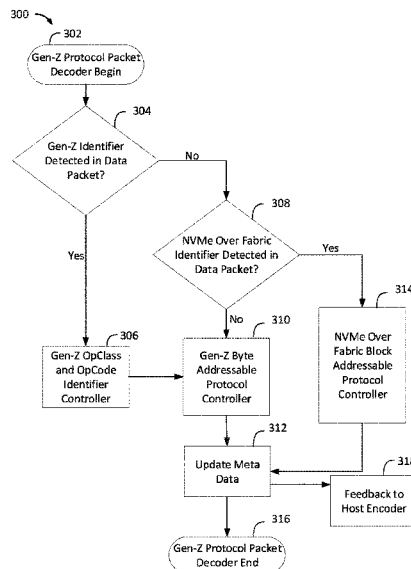 300
302
Gen-Z Protocol Packet
Decoder Begin
304
Gen-Z Identifier
Detected in Data
Packet?
No
308
NVMe Over Fabric
Identifier Detected in
Data Packet?
Yes
Yes
No
306
Gen-Z OpClass
and OpCode
Identifier
Controller
310
Gen-Z Byte
Addressable
Protocol
Controller
314
NVMe Over
Fabric Block
Addressable
Protocol
Controller
312
Update Meta
Data
318
Feedback to
Host Encoder
316
Gen-Z Protocol Packet
Decoder End